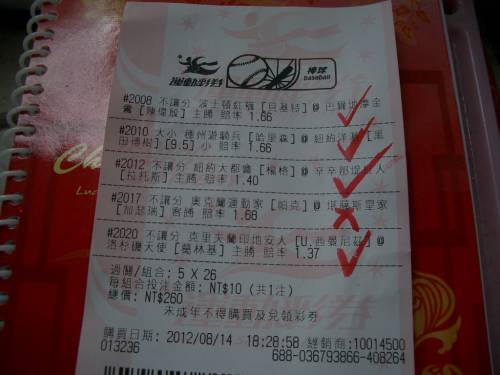 運動彩券
棒球
baseball
#2008 不讓分 波士頓紅襪 [貝基特] @ 巴爾的摩金
鶯 [陳偉殷] 主勝 賠率 1.66
#2010 大小 德州遊騎兵 [哈里森] @ 紐約洋基 [黑
田博樹] [9.5] 小 賠率 1.66
#2012 不讓分 紐約大都會 [楊格] @ 辛辛那堤紅人
[拉托斯] 主勝 賠率 1.40
#2017 不讓分 奧克蘭運動家 [帕克] @ 堪薩斯皇家
[加瑟瑞] 客勝 賠率 1.68
#2020 不讓分 克里夫蘭印地安人 [U.西曼尼茲] @
洛杉磯天使 [葛林基] 主勝 賠率 1.37
過關/組合: 5 X 26
每組合投注金額: NT$10 (共1注)
總價: NT$260
未成年不得購買及兌領彩券
購買日期: 2012/08/14 18:28:58 經銷商:10014500
013236 688-036793866-408264